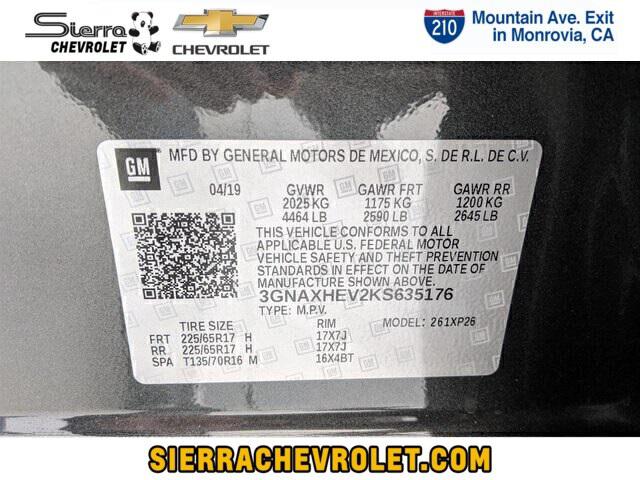 Sierra
CHEVROLET
CHEVROLET
INTERSTATE
210
Mountain Ave. Exit
in Monrovia, CA
GM
MFD BY GENERAL MOTORS DE MEXICO, S. DE R.L. DE C.V.
04/19 GVWR GAWR FRT GAWR RR
2025 KG 1175 KG 1200 KG
4464 LB 2590 LB 2645 LB
THIS VEHICLE CONFORMS TO ALL
APPLICABLE U.S. FEDERAL MOTOR
VEHICLE SAFETY AND THEFT PREVENTION
STANDARDS IN EFFECT ON THE DATE OF
MANUFACTURE SHOWN ABOVE.
3GNAXHEV2KS635176
TYPE: M.P.V.
TIRE SIZE RIM MODEL: 261XP26
FRT 225/65R17 H 17X7J
RR 225/65R17 H 17X7J
SPA T135/70R16 M 16X4BT
SIERRACHEVROLET.COM